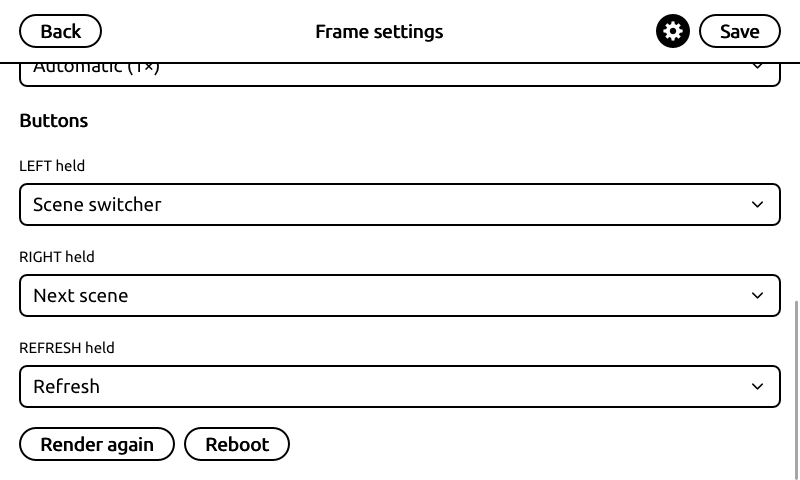 Back
Frame settings
Save
Automatic (1×)
Buttons
LEFT held
Scene switcher
RIGHT held
Next scene
REFRESH held
Refresh
Render again
Reboot